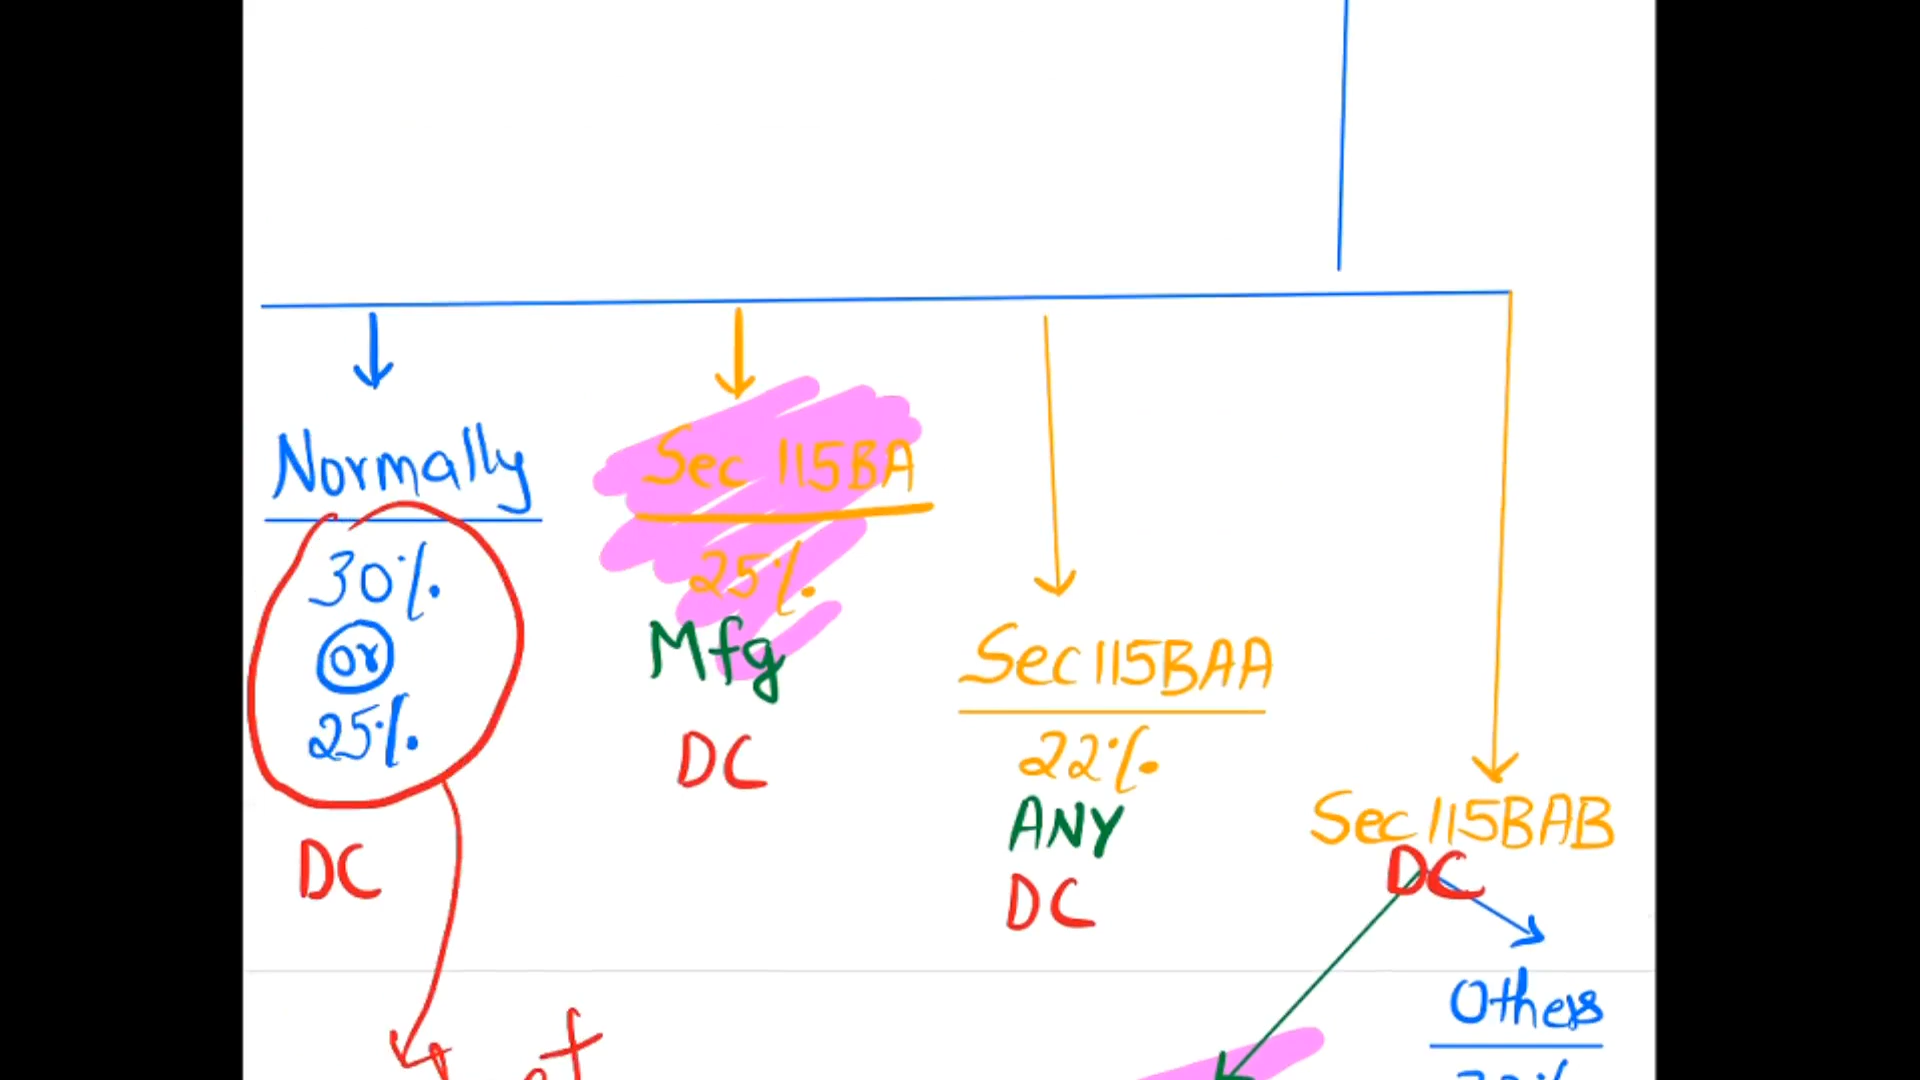 Normally
30%
or
25%
DC
Sec 115BA
25%
Mfg
DC
Sec 115BAA
22%
ANY
DC
Sec 115BAB
DC
Others